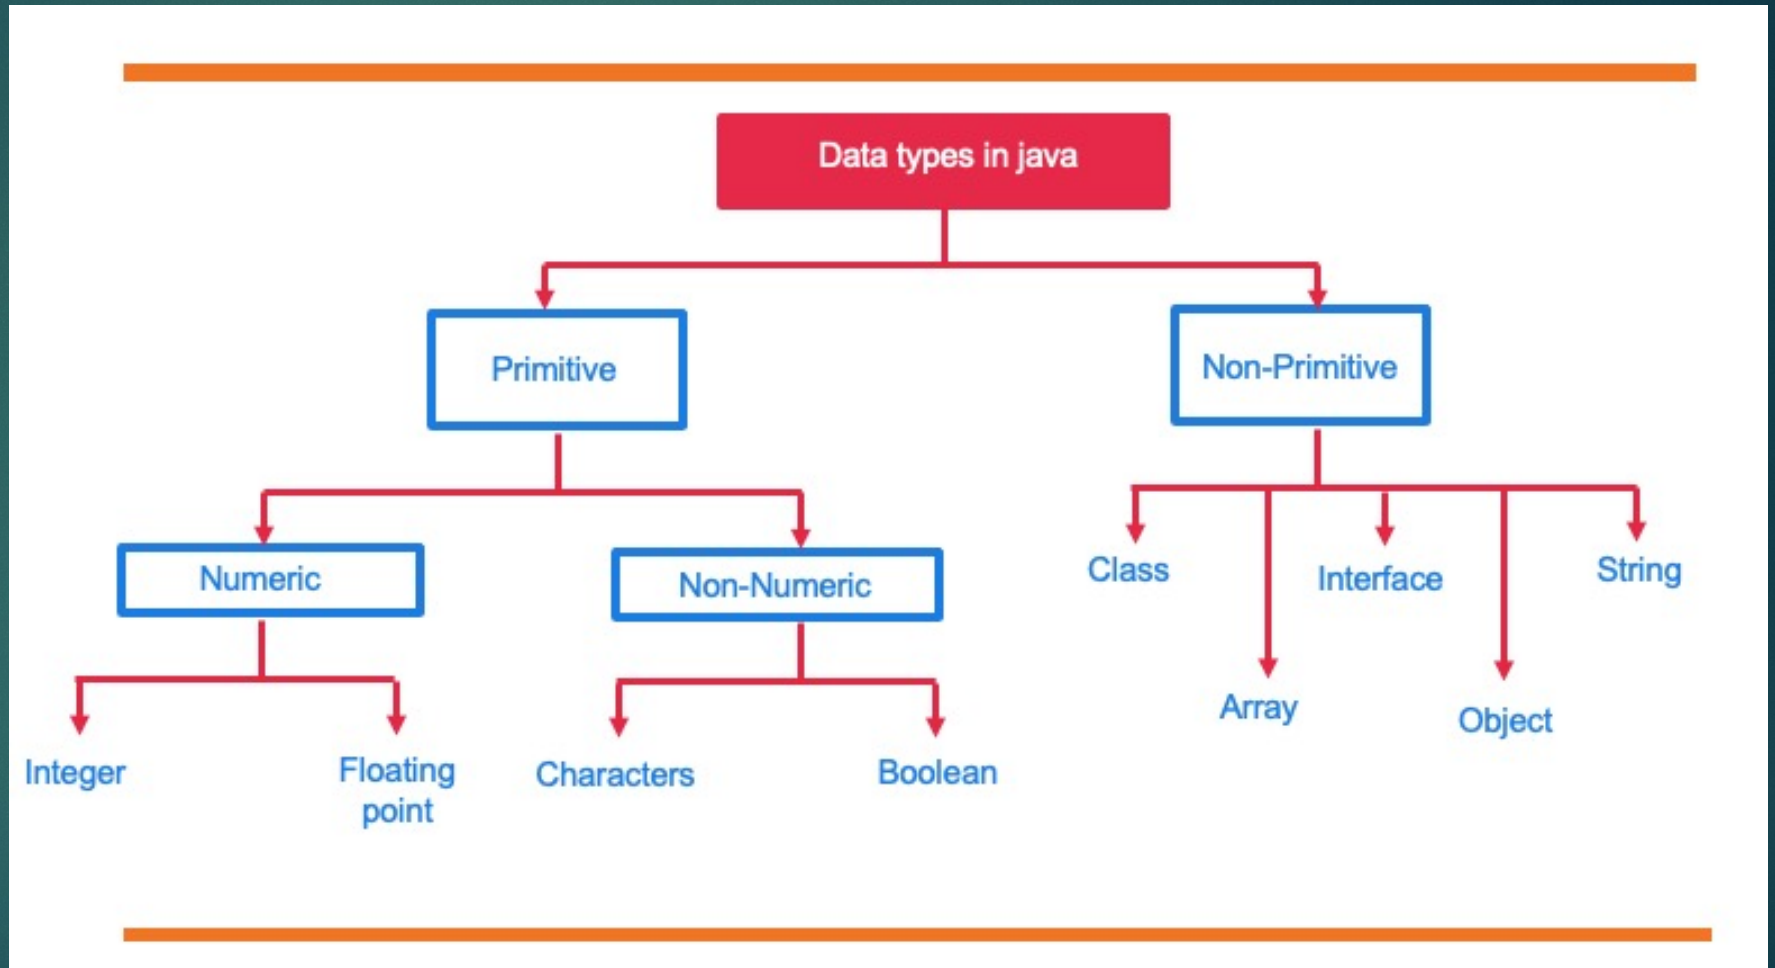 Data types in java
Primitive
Non-Primitive
Numeric
Non-Numeric
Class
Interface
String
Array
Object
Integer
Floating
point
Characters
Boolean